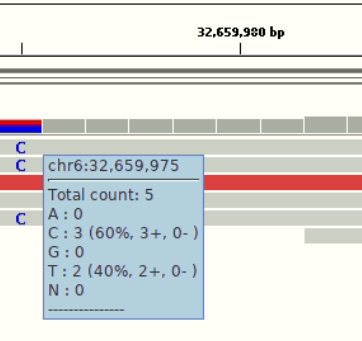 32,659,980 bp
C
C
chr6:32,659,975
Total count: 5
A : 0
C : 3 (60%, 3+, 0- )
C
G : 0
T : 2 (40%, 2+, 0- )
N : 0
---------------